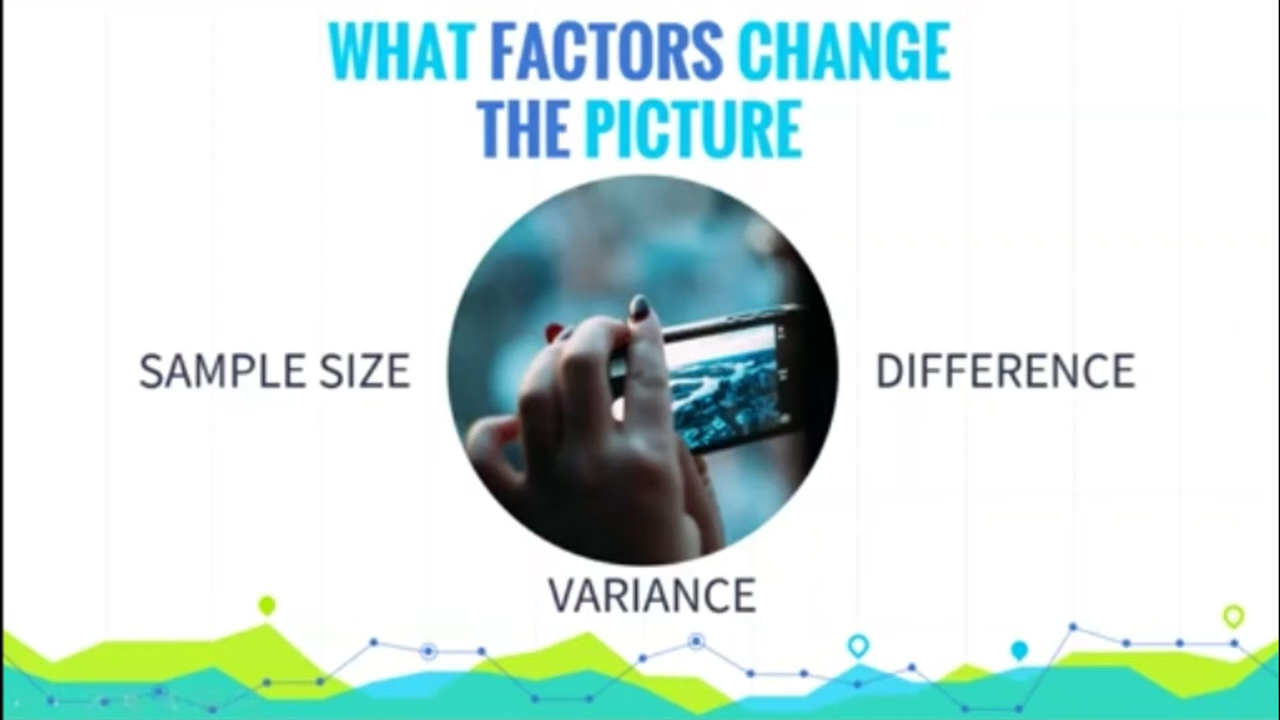 WHAT FACTORS CHANGE
THE PICTURE
SAMPLE SIZE
DIFFERENCE
VARIANCE